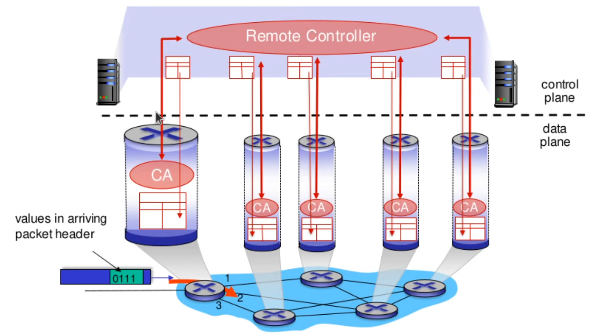 Remote Controller
control
plane
data
plane
CA
CA
CA
CA
CA
values in arriving
packet header
0111
1
2
3